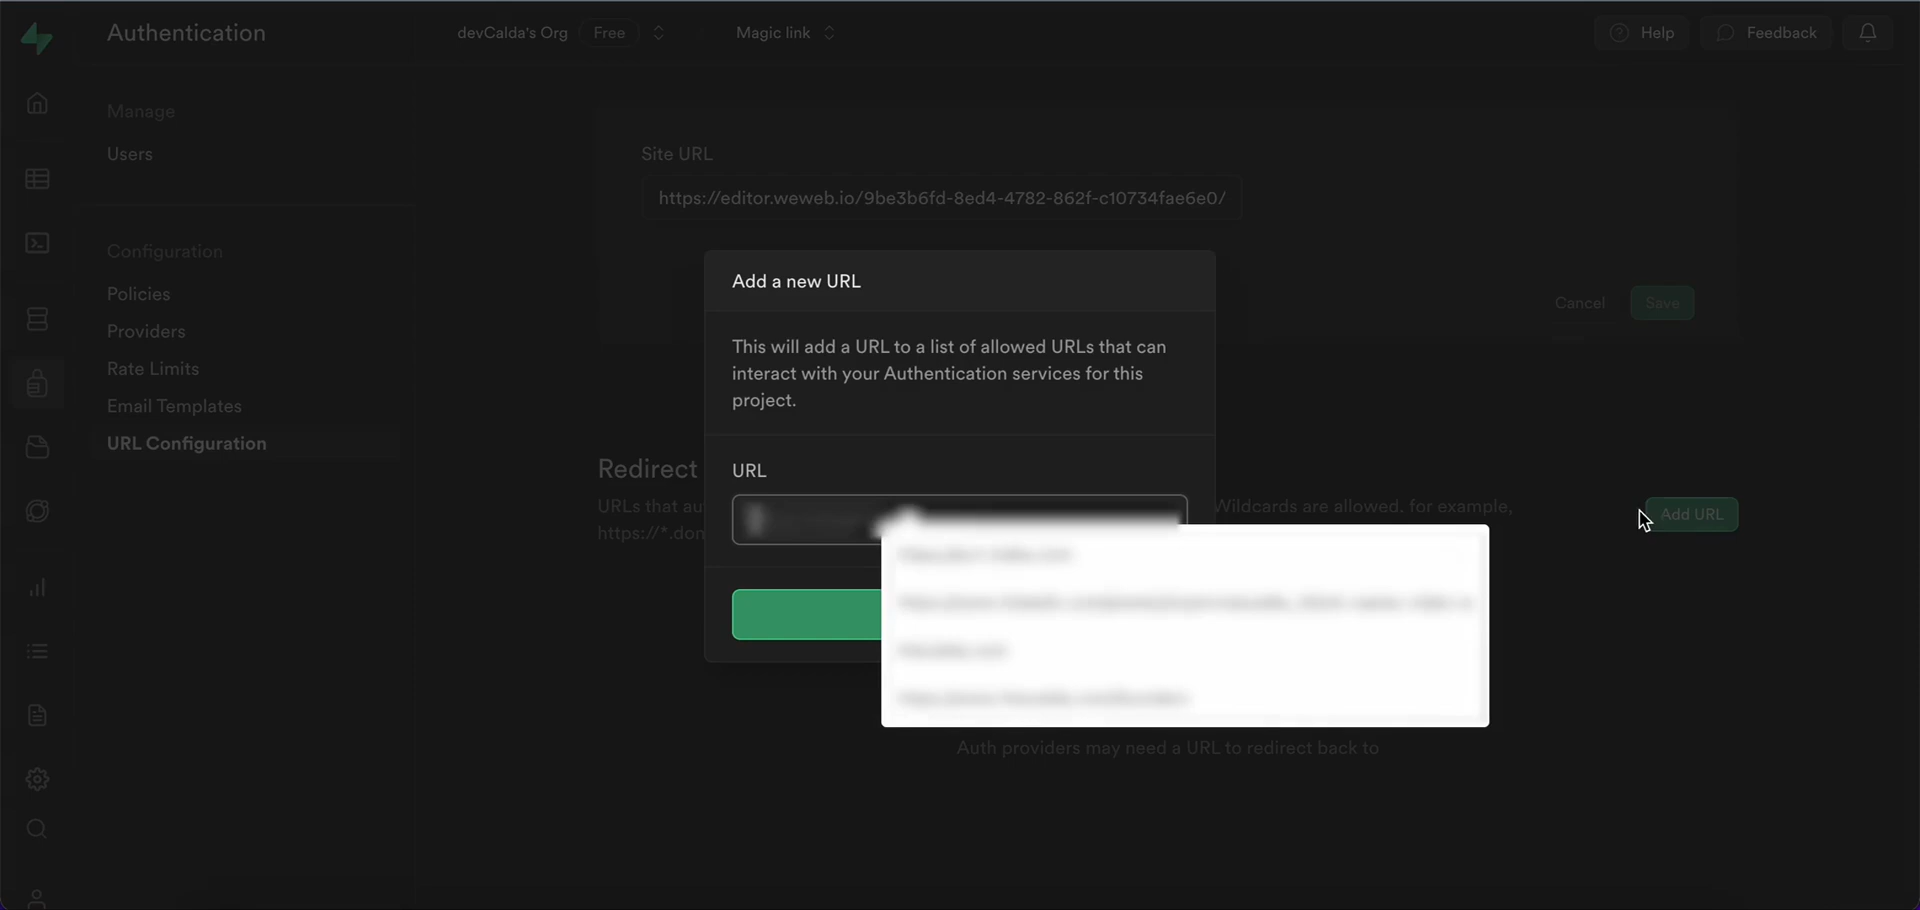 Authentication
devCalda's Org Free
Magic link
Help
Feedback
Manage
Users
Configuration
Policies
Providers
Rate Limits
Email Templates
URL Configuration
Site URL
https://editor.weweb.io/9be3b6fd-8ed4-4782-862f-c10734fae6e0/
Cancel
Save
Add a new URL
This will add a URL to a list of allowed URLs that can
interact with your Authentication services for this
project.
URL
Redirect
URLs that au
Wildcards are allowed. for example,
https://*.don
Add URL
Auth providers may need a URL to redirect back to